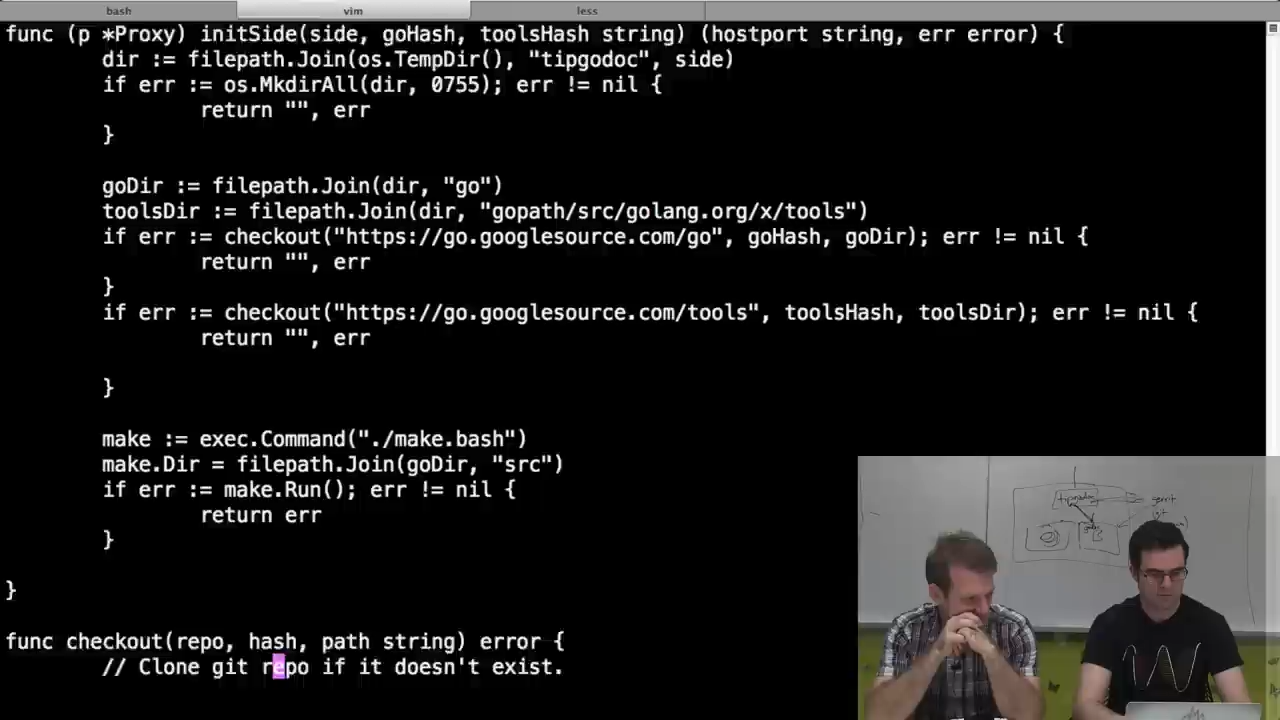 bash
vim
less
func (p *Proxy) initSide(side, goHash, toolsHash string) (hostport string, err error) {
dir := filepath.Join(os.TempDir(), "tipgodoc", side)
if err := os.MkdirAll(dir, 0755); err != nil {
return "", err
}
goDir := filepath.Join(dir, "go")
toolsDir := filepath.Join(dir, "gopath/src/golang.org/x/tools")
if err := checkout("https://go.googlesource.com/go", goHash, goDir); err != nil {
return "", err
}
if err := checkout("https://go.googlesource.com/tools", toolsHash, toolsDir); err != nil {
return "", err
}
make := exec.Command("./make.bash")
make.Dir = filepath.Join(goDir, "src")
if err := make.Run(); err != nil {
return err
}
}
func checkout(repo, hash, path string) error {
// Clone git repo if it doesn't exist.
tipgodoc